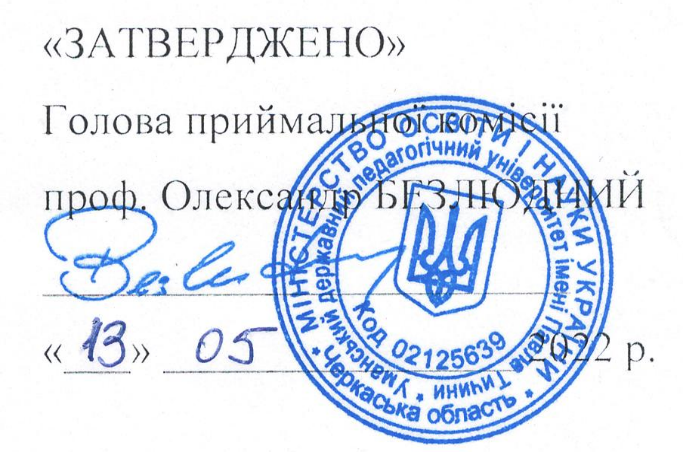 «ЗАТВЕРДЖЕНО»
Голова приймальної комісії
проф. Олександр БЕЗЛЮДНИЙ
«13» 05 2022 р.
* МІНІСТЕРСТВО ОСВІТИ І НАУКИ УКРАЇНИ *
Черкаська область
* Уманський державний педагогічний університет імені Павла Тичини
Код 02125639